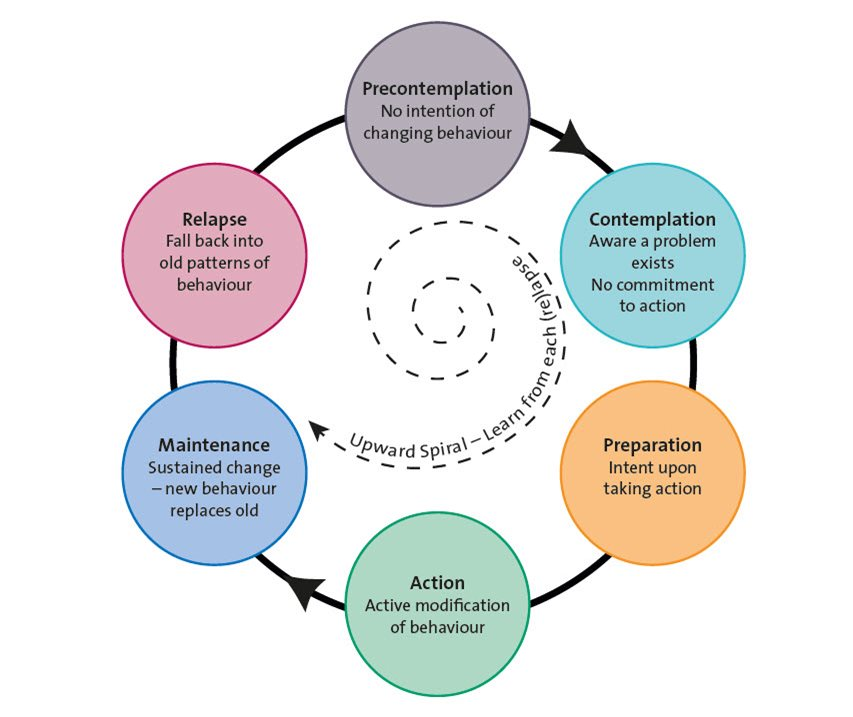 Precontemplation
No intention of
changing behaviour
Contemplation
Aware a problem
exists
No commitment
to action
Preparation
Intent upon
taking action
Action
Active modification
of behaviour
Maintenance
Sustained change
– new behaviour
replaces old
Relapse
Fall back into
old patterns of
behaviour
Upward Spiral – Learn from each (re)lapse